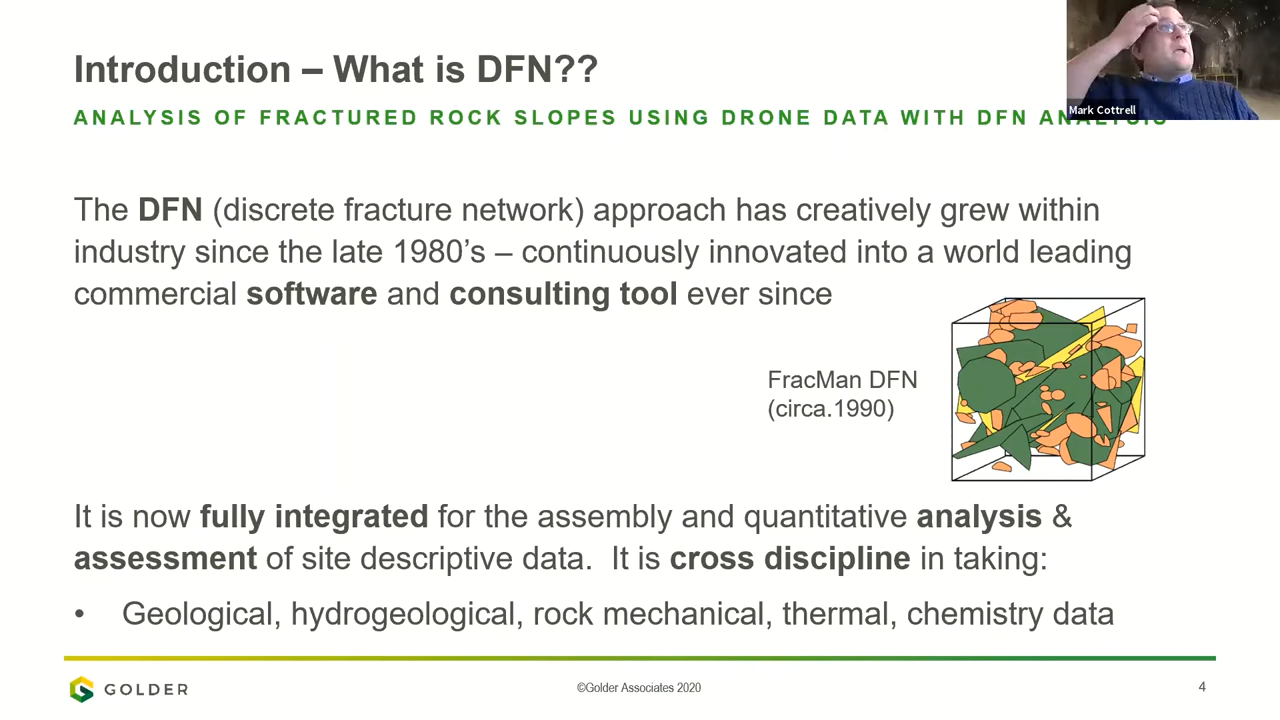 Introduction – What is DFN??
ANALYSIS OF FRACTURED ROCK SLOPES USING DRONE DATA WITH DFN
Mark Cottrell
The DFN (discrete fracture network) approach has creatively grew within
industry since the late 1980’s – continuously innovated into a world leading
commercial software and consulting tool ever since
FracMan DFN
(circa.1990)
It is now fully integrated for the assembly and quantitative analysis &
assessment of site descriptive data.  It is cross discipline in taking:
• Geological, hydrogeological, rock mechanical, thermal, chemistry data
GOLDER
©Golder Associates 2020
4